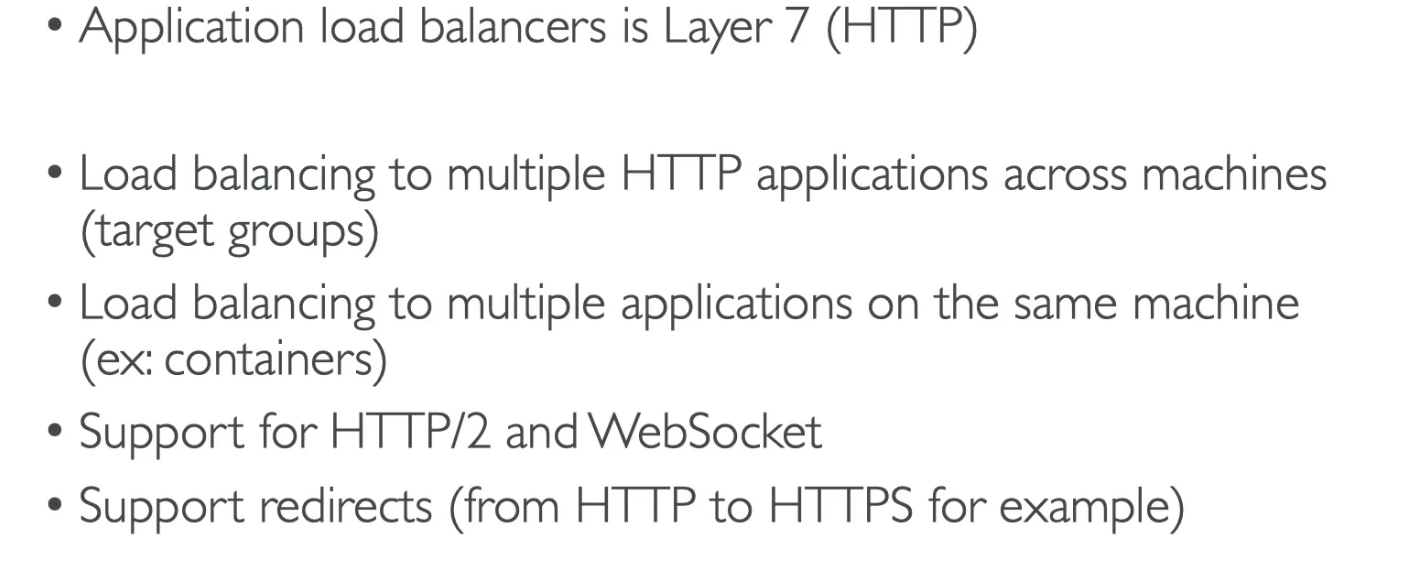 • Application load balancers is Layer 7 (HTTP)
• Load balancing to multiple HTTP applications across machines
(target groups)
• Load balancing to multiple applications on the same machine
(ex: containers)
• Support for HTTP/2 and WebSocket
• Support redirects (from HTTP to HTTPS for example)